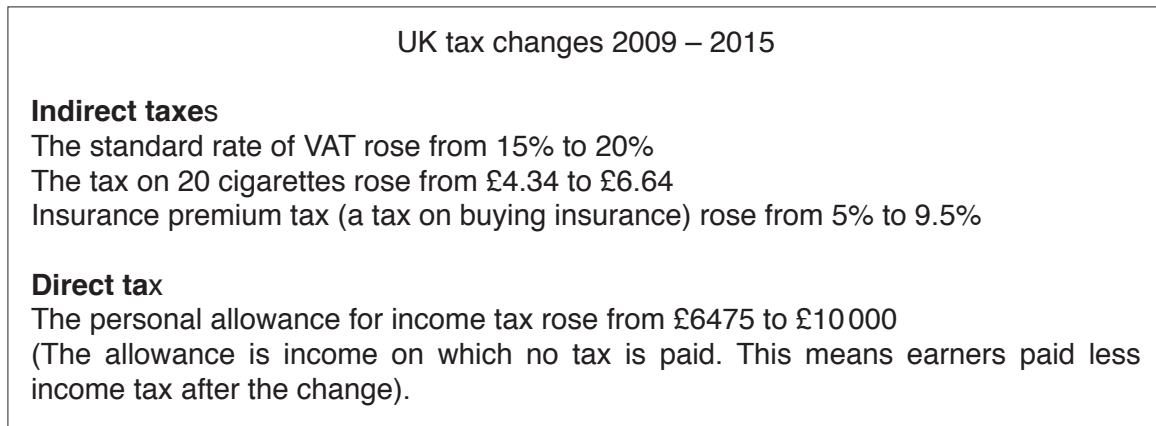 UK tax changes 2009 – 2015
Indirect taxes
The standard rate of VAT rose from 15% to 20%
The tax on 20 cigarettes rose from £4.34 to £6.64
Insurance premium tax (a tax on buying insurance) rose from 5% to 9.5%
Direct tax
The personal allowance for income tax rose from £6475 to £10 000
(The allowance is income on which no tax is paid. This means earners paid less
income tax after the change).